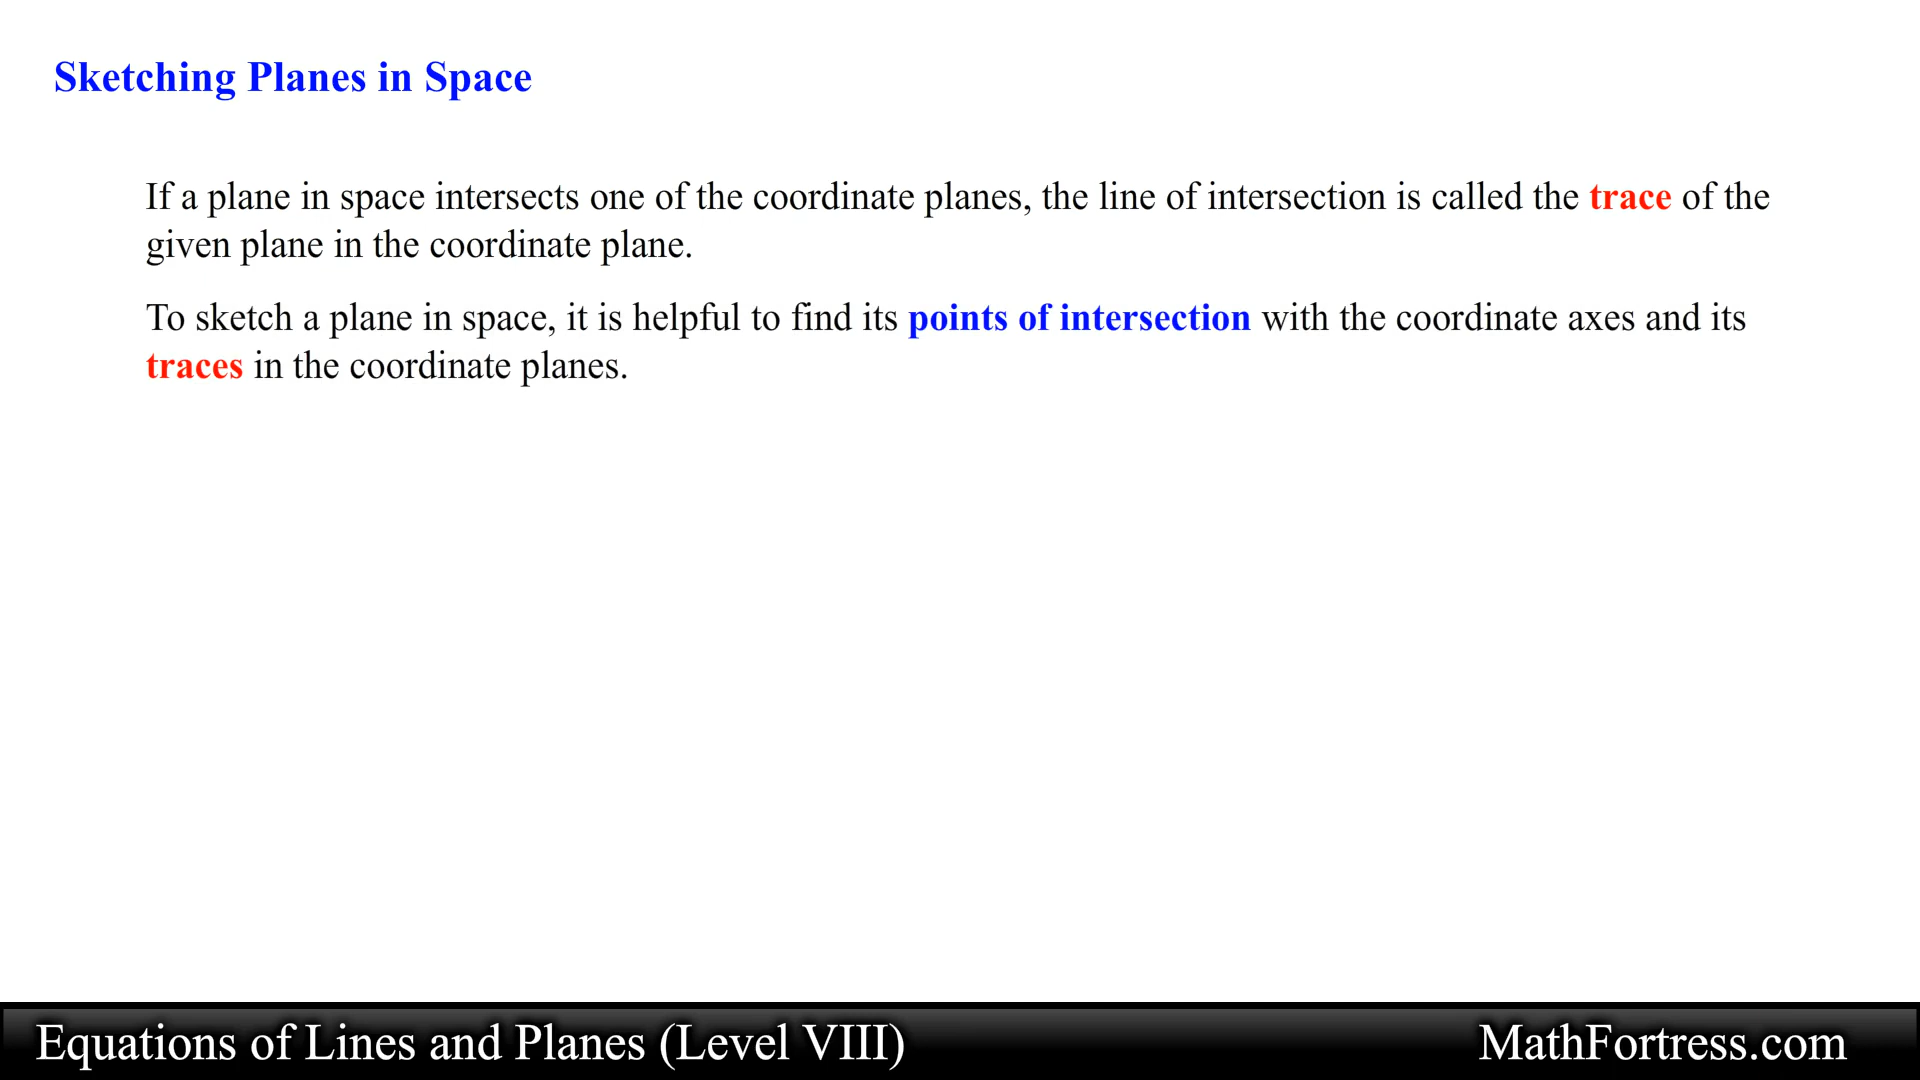 Sketching Planes in Space
If a plane in space intersects one of the coordinate planes, the line of intersection is called the trace of the
given plane in the coordinate plane.
To sketch a plane in space, it is helpful to find its points of intersection with the coordinate axes and its
traces in the coordinate planes.
Equations of Lines and Planes (Level VIII)
MathFortress.com